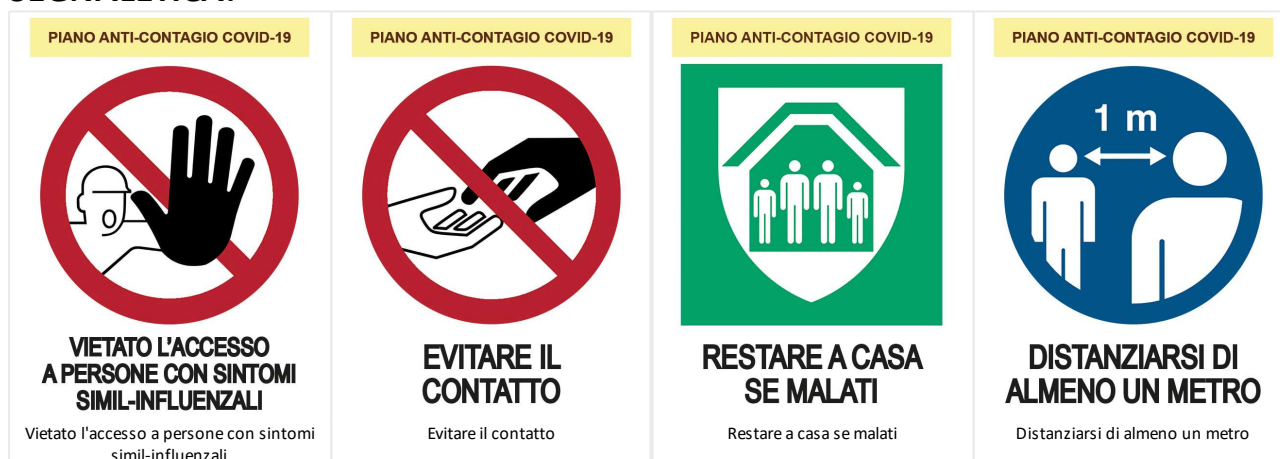 SEGNALETICA:
PIANO ANTI-CONTAGIO COVID-19
VIETATO L'ACCESSO
A PERSONE CON SINTOMI
SIMIL-INFLUENZALI
Vietato l'accesso a persone con sintomi
simil-influenzali
PIANO ANTI-CONTAGIO COVID-19
EVITARE IL
CONTATTO
Evitare il contatto
PIANO ANTI-CONTAGIO COVID-19
RESTARE A CASA
SE MALATI
Restare a casa se malati
PIANO ANTI-CONTAGIO COVID-19
1 m
DISTANZIARSI DI
ALMENO UN METRO
Distanziarsi di almeno un metro